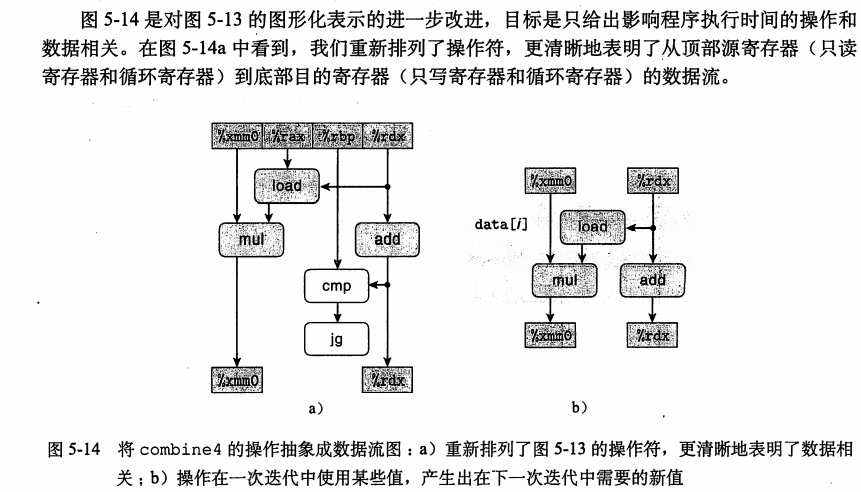 图 5-14 是对图 5-13 的图形化表示的进一步改进，目标是只给出影响程序执行时间的操作和
数据相关。在图 5-14a 中看到，我们重新排列了操作符，更清晰地表明了从顶部源寄存器（只读
寄存器和循环寄存器）到底部目的寄存器（只写寄存器和循环寄存器）的数据流。
%xmm0 %rax %rbp %rdx
load
mul add
cmp
jg
%xmm0 %rdx
a）
%xmm0 %rdx
data[i] load
mul add
%xmm0 %rdx
b）
图 5-14 将 combine4 的操作抽象成数据流图：a）重新排列了图 5-13 的操作符，更清晰地表明了数据相
关；b）操作在一次迭代中使用某些值，产生出在下一次迭代中需要的新值